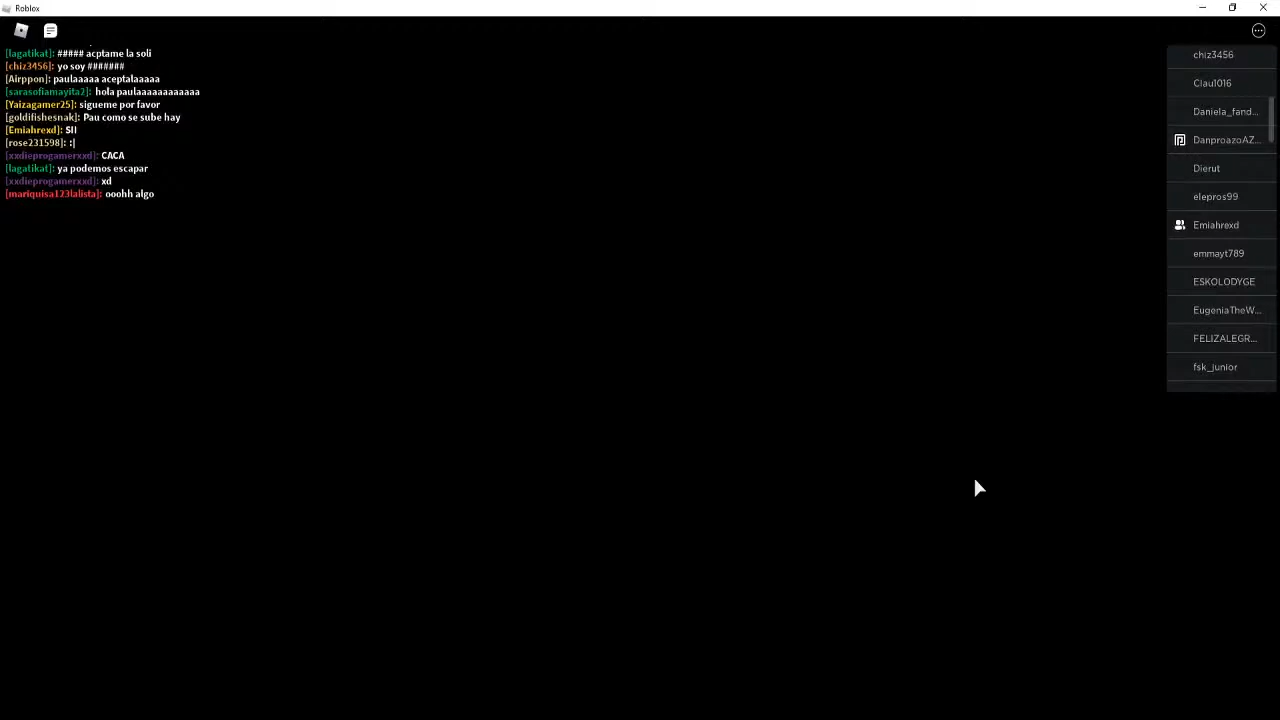 Roblox
[lagatikat]: ##### acptame la soli
[chiz3456]: yo soy #######
[Airppon]: paulaaaaa aceptalaaaaa
[sarasofiamayita2]: hola paulaaaaaaaaaaaa
[Yaizagamer25]: sigueme por favor
[goldifishesnak]: Pau como se sube hay
[Emiahrexd]: SII
[rose231598]: :|
[xxdieprogamerxxd]: CACA
[lagatikat]: ya podemos escapar
[xxdieprogamerxxd]: xd
[mariquisa123lalista]: ooohh algo
chiz3456
Clau1016
Daniela_fand...
DanproazoAZ...
Dierut
elepros99
Emiahrexd
emmayt789
ESKOLODYGE
EugeniaTheW...
FELIZALEGR...
fsk_junior